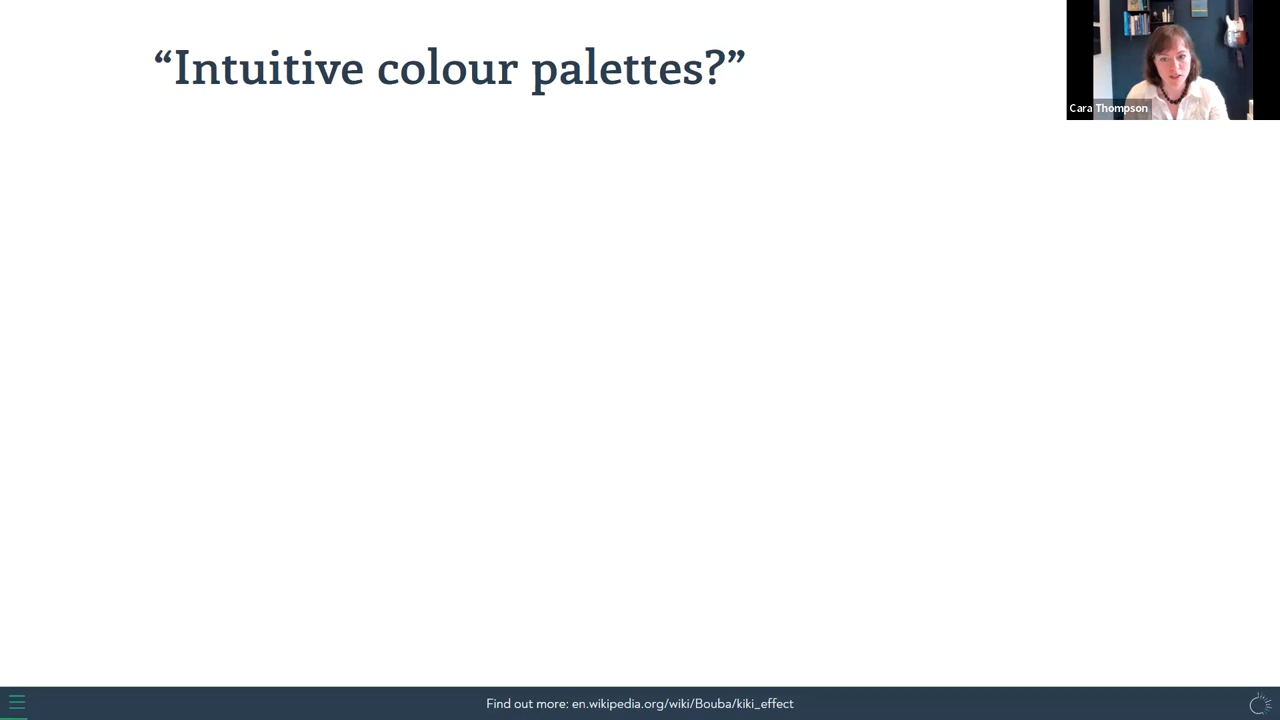 “Intuitive colour palettes?”
Cara Thompson
Find out more: en.wikipedia.org/wiki/Bouba/kiki_effect